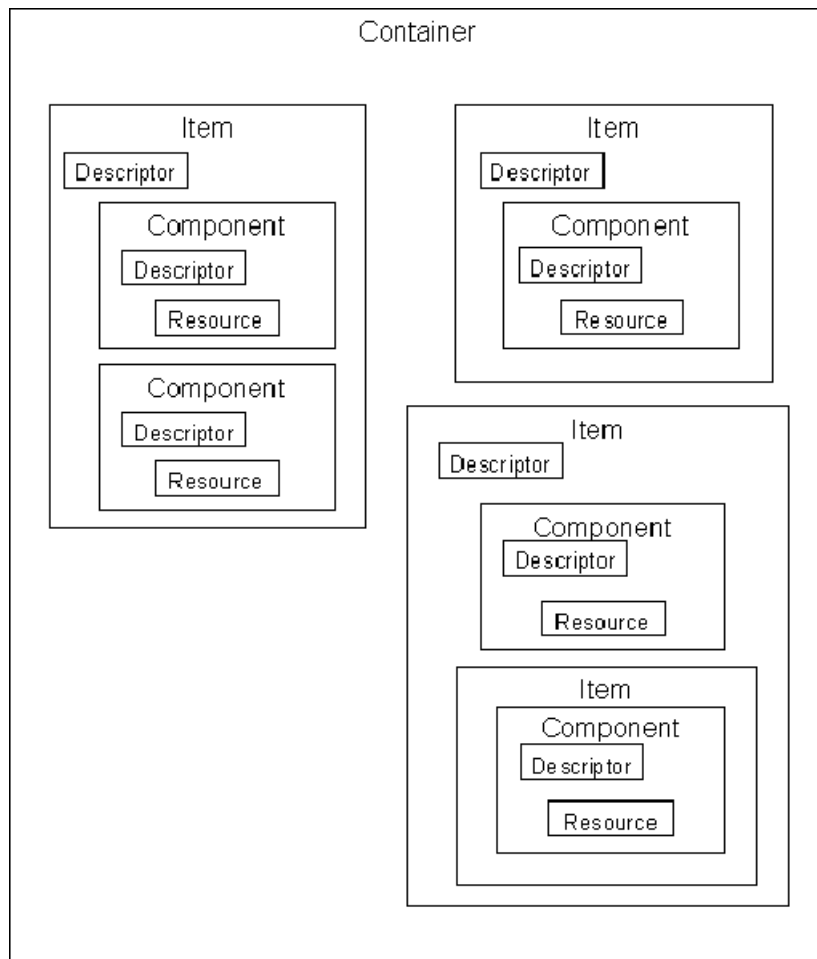 Container
Item
Descriptor
Component
Descriptor
Resource
Component
Descriptor
Resource
Item
Descriptor
Component
Descriptor
Resource
Item
Descriptor
Component
Descriptor
Resource
Item
Component
Descriptor
Resource